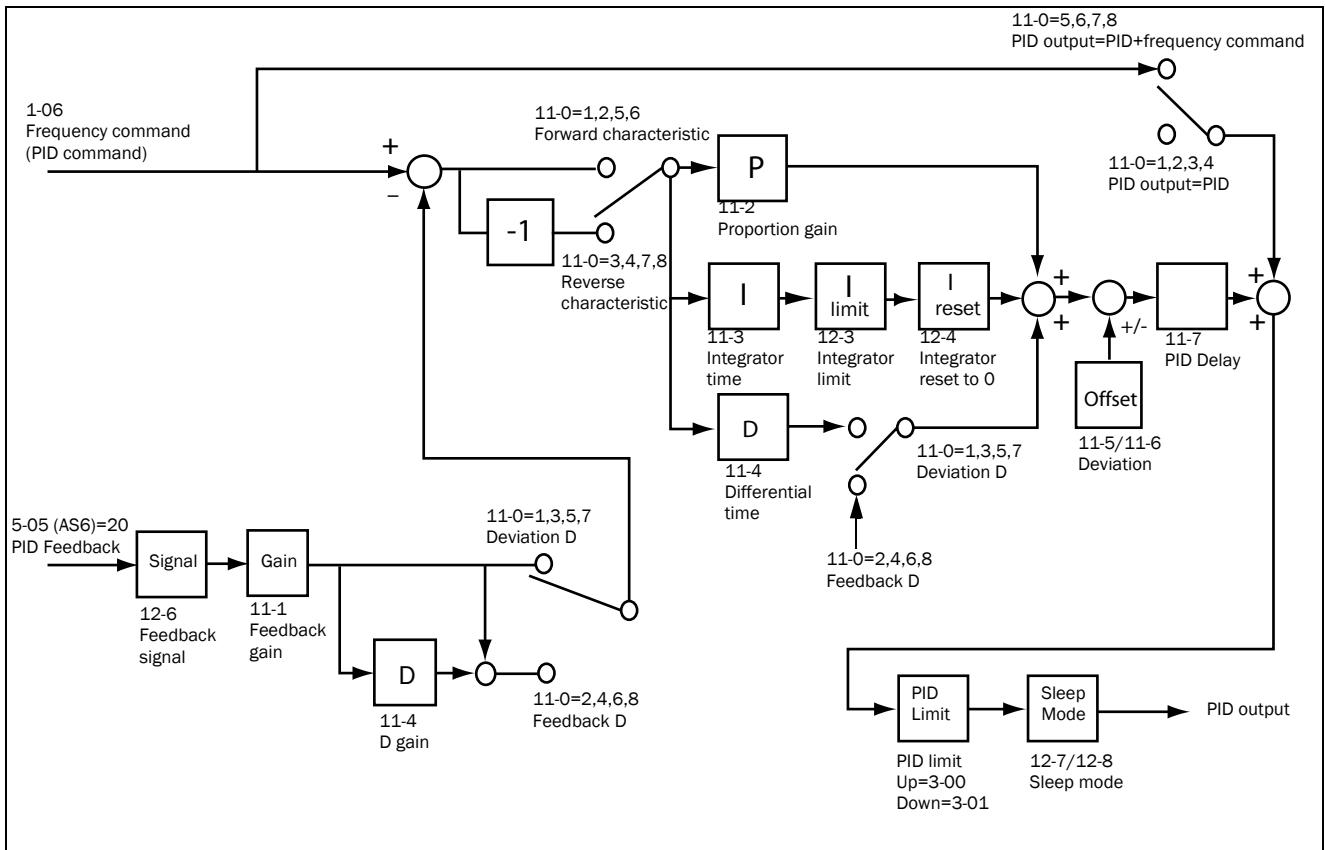 11-0=5,6,7,8
PID output=PID+frequency command
1-06
Frequency command
(PID command)
+
−
11-0=1,2,5,6
Forward characteristic
-1
11-0=3,4,7,8
Reverse
characteristic
P
11-2
Proportion gain
11-0=1,2,3,4
PID output=PID
I
11-3
Integrator
time
I
limit
12-3
Integrator
limit
I
reset
12-4
Integrator
reset to 0
+
+
+/-
Offset
11-5/11-6
Deviation
11-7
PID Delay
+
+
D
11-4
Differential
time
11-0=1,3,5,7
Deviation D
11-0=2,4,6,8
Feedback D
5-05 (AS6)=20
PID Feedback
Signal
12-6
Feedback
signal
Gain
11-1
Feedback
gain
11-0=1,3,5,7
Deviation D
D
11-4
D gain
11-0=2,4,6,8
Feedback D
PID
Limit
PID limit
Up=3-00
Down=3-01
Sleep
Mode
12-7/12-8
Sleep mode
PID output